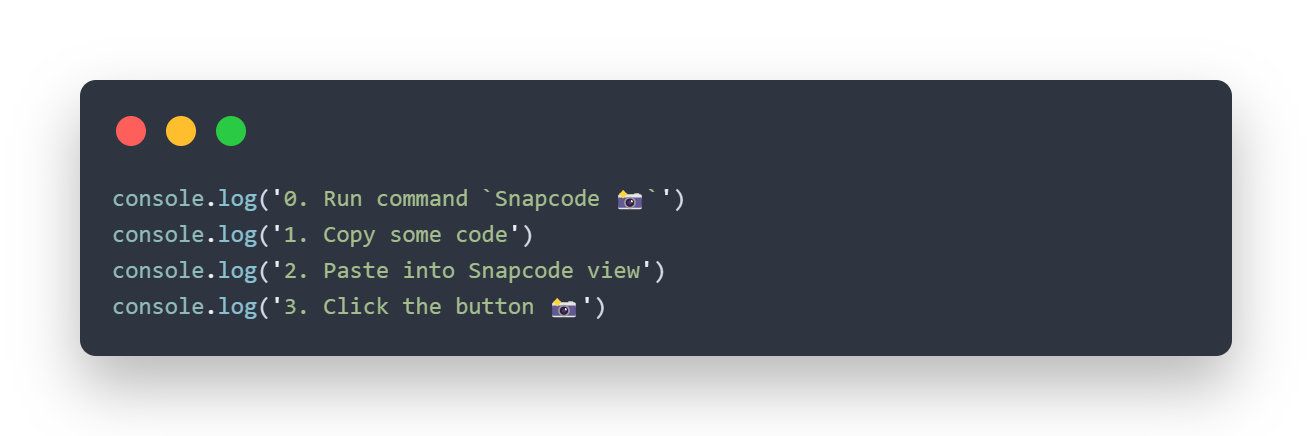 console.log('0. Run command `Snapcode 📸`')
console.log('1. Copy some code')
console.log('2. Paste into Snapcode view')
console.log('3. Click the button 📸')